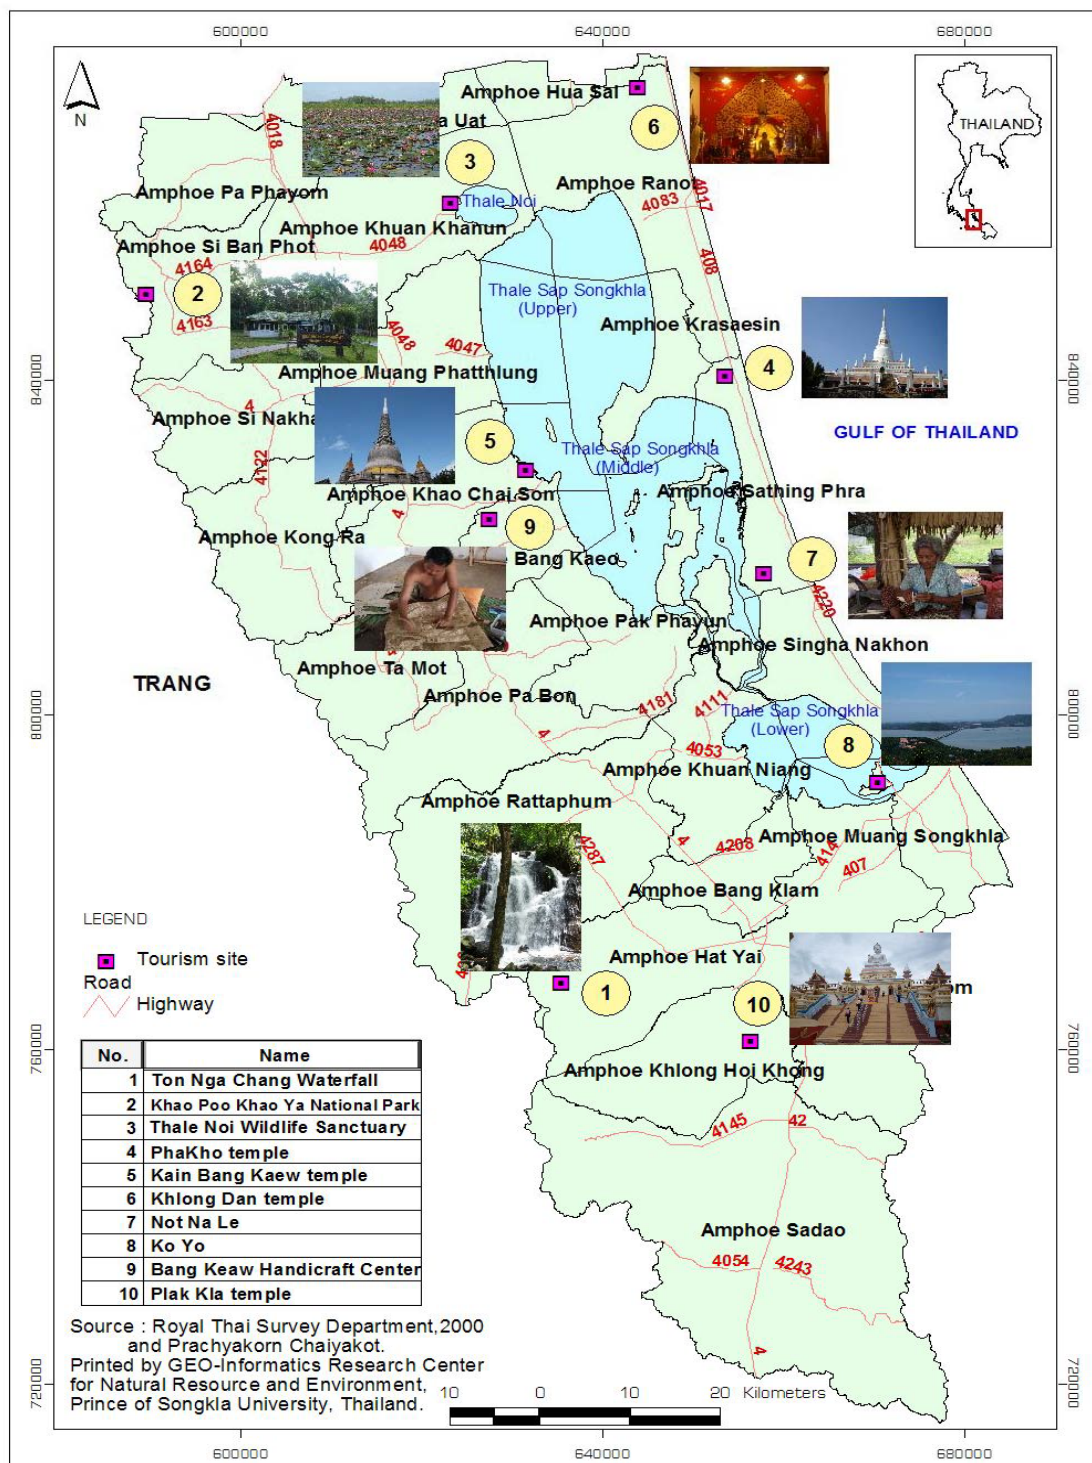 600000
640000
680000
N
THAILAND
Amphoe Hua Sai
a Uat
6
4018
3
Amphoe Pa Phayom
Thale Noi
Amphoe Ranot
4017
4083
Amphoe Khuan Khanun
Amphoe Si Ban Phot
4048
4164
408
2
Thale Sap Songkhla
(Upper)
4163
4048
4047
Amphoe Krasaesin
4
840000
840000
Amphoe Muang Phatthlung
4
Amphoe Si Nakha
GULF OF THAILAND
5
Thale Sap Songkhla
(Middle)
4122
Amphoe Khao Chai Son
Amphoe Sathing Phra
4
9
Amphoe Kong Ra
Bang Kaeo
7
4220
Amphoe Pak Phayun
Amphoe Singha Nakhon
Amphoe Ta Mot
TRANG
Amphoe Pa Bon
4181
4111
800000
800000
Thale Sap Songkhla
(Lower)
4
4053
8
Amphoe Khuan Niang
Amphoe Rattaphum
4287
4
4208
Amphoe Muang Songkhla
414
407
Amphoe Bang Klam
LEGEND
Tourism site
Road
Highway
Amphoe Hat Yai
om
1
10
760000
760000
Amphoe Khlong Hoi Khong
No. Name
1 Ton Nga Chang Waterfall
2 Khao Poo Khao Ya National Park
3 Thale Noi Wildlife Sanctuary
4 PhaKho temple
5 Kain Bang Kaew temple
6 Khlong Dan temple
7 Not Na Le
8 Ko Yo
9 Bang Keaw Handicraft Center
10 Plak Kla temple
4145
42
Amphoe Sadao
4054
4243
4
Source : Royal Thai Survey Department,2000
and Prachyakorn Chaiyakot.
Printed by GEO-Informatics Research Center
for Natural Resource and Environment,
Prince of Songkla University, Thailand.
10 0 10 20 Kilometers
720000
720000
600000
640000
680000